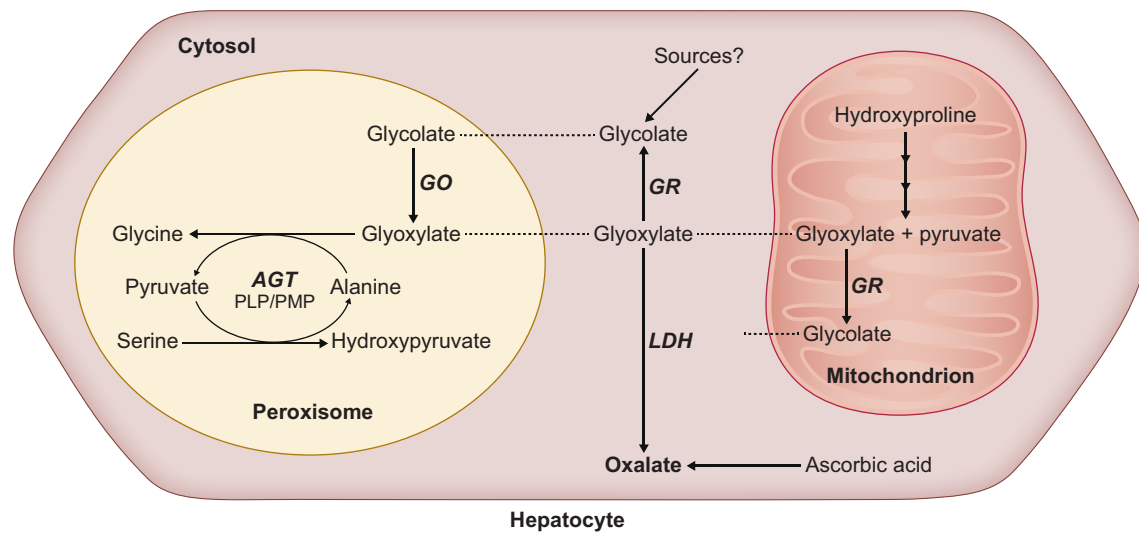 Cytosol
Sources?
Glycolate
Glycolate
Hydroxyproline
GO
GR
Glycine
Glyoxylate
Glyoxylate
Glyoxylate + pyruvate
Pyruvate
AGT
Alanine
PLP/PMP
GR
Serine
Hydroxypyruvate
LDH
Glycolate
Mitochondrion
Peroxisome
Oxalate
Ascorbic acid
Hepatocyte